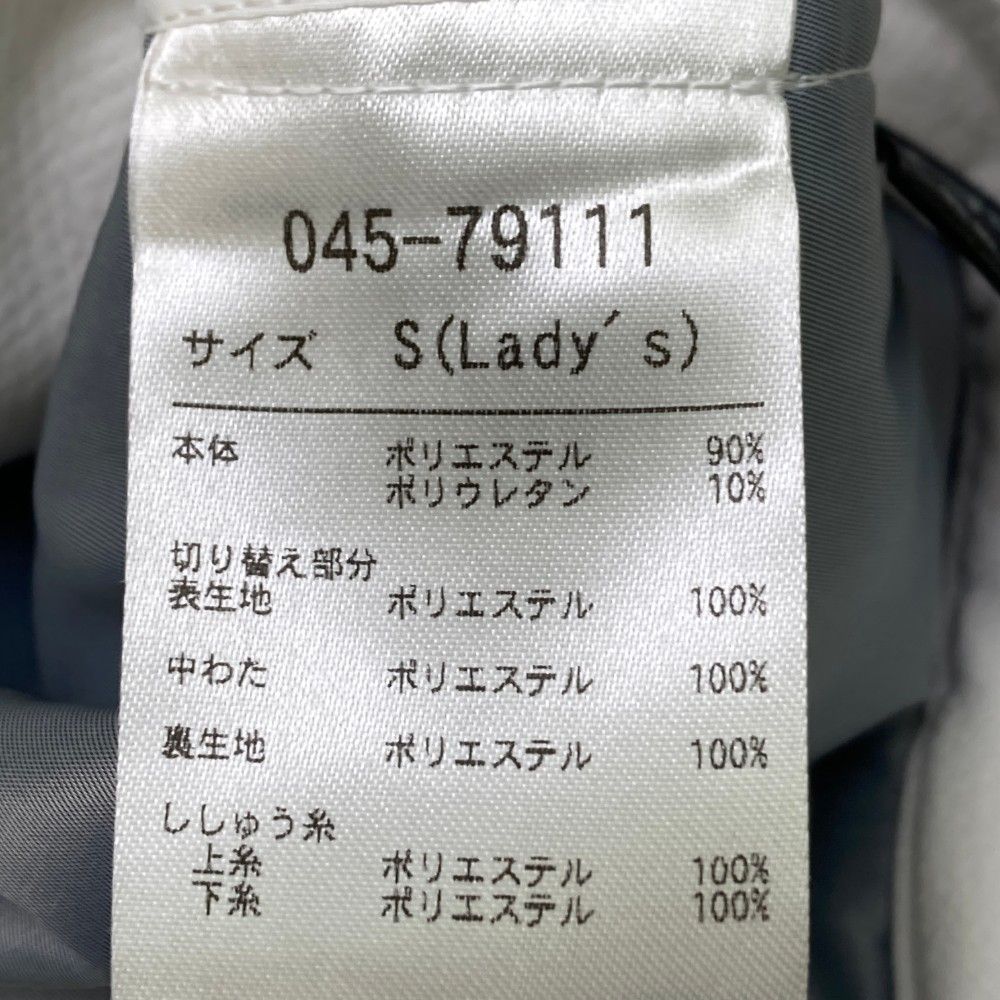 045-79111
サイズ S(Lady´s)
本体 ポリエステル 90%
ポリウレタン 10%
切り替え部分
表生地 ポリエステル 100%
中わた ポリエステル 100%
裏生地 ポリエステル 100%
ししゅう糸
上糸 ポリエステル 100%
下糸 ポリエステル 100%